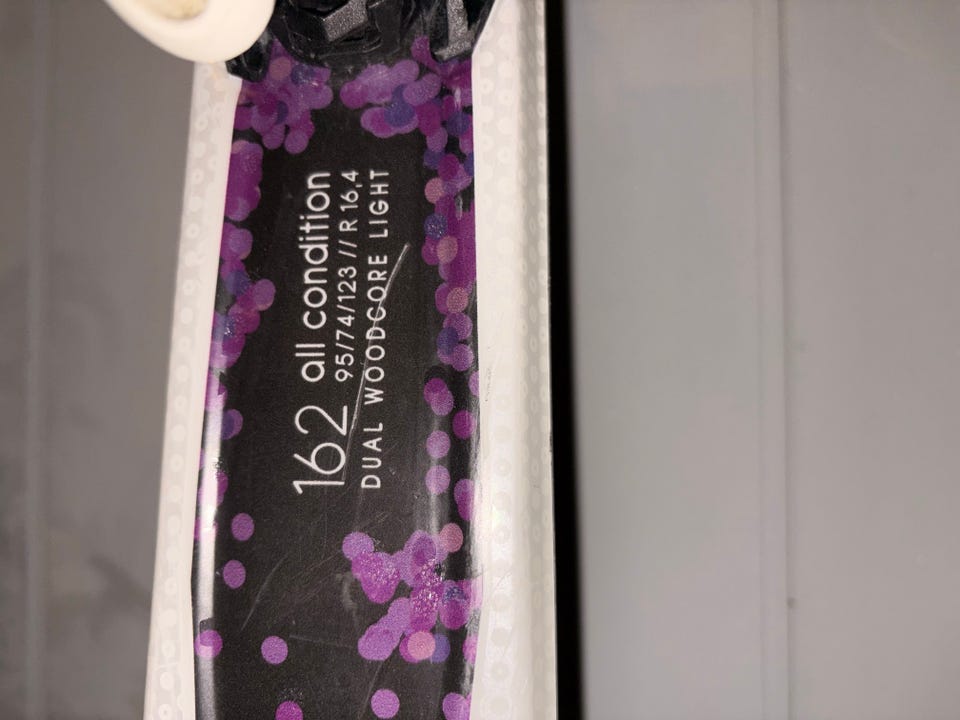 162 all condition
95/74/123 // R 16,4
DUAL WOODCORE LIGHT